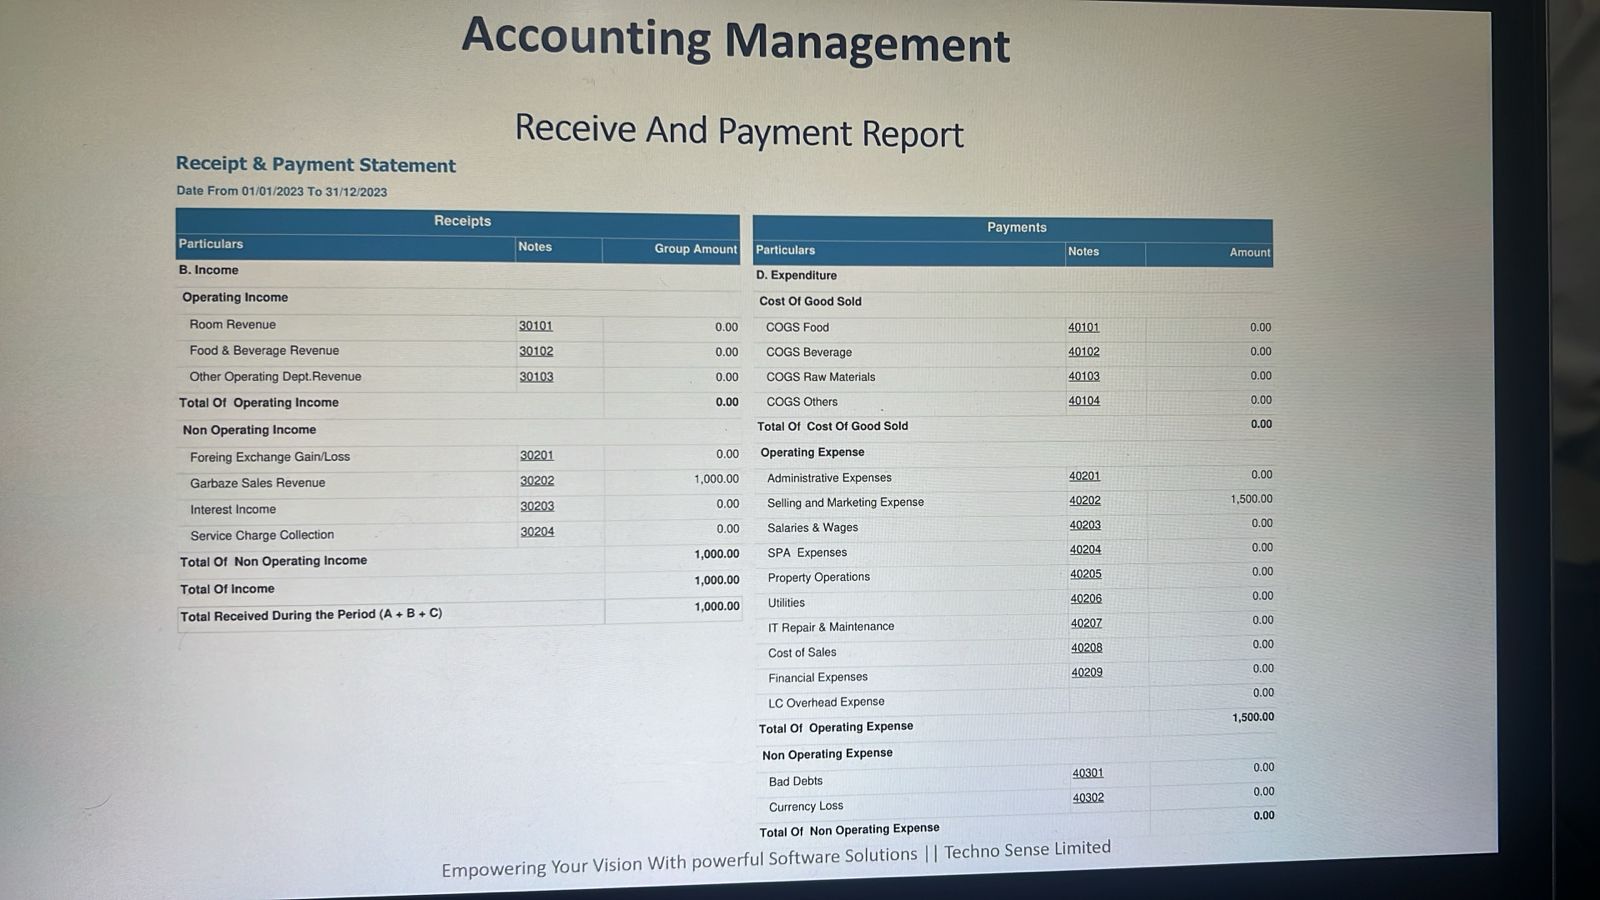 Accounting Management
Receive And Payment Report
Receipt & Payment Statement
Date From 01/01/2023 To 31/12/2023
Receipts
Particulars Notes Group Amount
B. Income
Operating Income
Room Revenue 30101 0.00
Food & Beverage Revenue 30102 0.00
Other Operating Dept.Revenue 30103 0.00
Total Of Operating Income 0.00
Non Operating Income
Foreing Exchange Gain/Loss 30201 0.00
Garbaze Sales Revenue 30202 1,000.00
Interest Income 30203 0.00
Service Charge Collection 30204 0.00
Total Of Non Operating Income 1,000.00
Total Of Income 1,000.00
Total Received During the Period (A + B + C) 1,000.00
Payments
Particulars Notes Amount
D. Expenditure
Cost Of Good Sold
COGS Food 40101 0.00
COGS Beverage 40102 0.00
COGS Raw Materials 40103 0.00
COGS Others 40104 0.00
Total Of Cost Of Good Sold 0.00
Operating Expense
Administrative Expenses 40201 0.00
Selling and Marketing Expense 40202 1,500.00
Salaries & Wages 40203 0.00
SPA Expenses 40204 0.00
Property Operations 40205 0.00
Utilities 40206 0.00
IT Repair & Maintenance 40207 0.00
Cost of Sales 40208 0.00
Financial Expenses 40209 0.00
LC Overhead Expense 0.00
Total Of Operating Expense 1,500.00
Non Operating Expense
Bad Debts 40301 0.00
Currency Loss 40302 0.00
Total Of Non Operating Expense 0.00
Empowering Your Vision With powerful Software Solutions || Techno Sense Limited